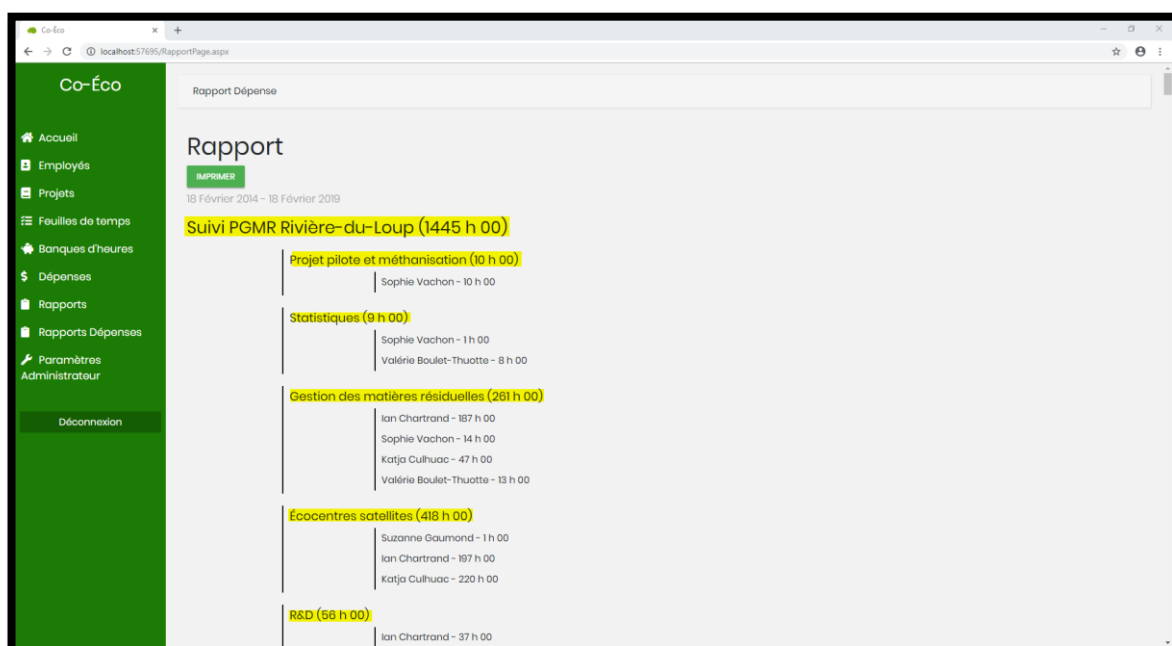 Co-Éco
localhost:57695/RapportPage.aspx
Co-Éco
Accueil
Employés
Projets
Feuilles de temps
Banques d'heures
Dépenses
Rapports
Rapports Dépenses
Paramètres
Administrateur
Déconnexion
Rapport Dépense
Rapport
IMPRIMER
18 Février 2014 - 18 Février 2019
Suivi PGMR Rivière-du-Loup (1445 h 00)
Projet pilote et méthanisation (10 h 00)
Sophie Vachon - 10 h 00
Statistiques (9 h 00)
Sophie Vachon - 1 h 00
Valérie Boulet-Thuotte - 8 h 00
Gestion des matières résiduelles (261 h 00)
Ian Chartrand - 187 h 00
Sophie Vachon - 14 h 00
Katja Culhuac - 47 h 00
Valérie Boulet-Thuotte - 13 h 00
Écocentres satellites (418 h 00)
Suzanne Gaumond - 1 h 00
Ian Chartrand - 197 h 00
Katja Culhuac - 220 h 00
R&D (56 h 00)
Ian Chartrand - 37 h 00